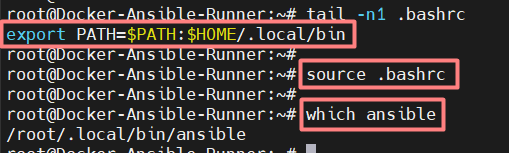 root@Docker-Ansible-Runner:~# tail -n1 .bashrc
export PATH=$PATH:$HOME/.local/bin
root@Docker-Ansible-Runner:~#
root@Docker-Ansible-Runner:~# source .bashrc
root@Docker-Ansible-Runner:~#
root@Docker-Ansible-Runner:~# which ansible
/root/.local/bin/ansible
root@Docker-Ansible-Runner:~#